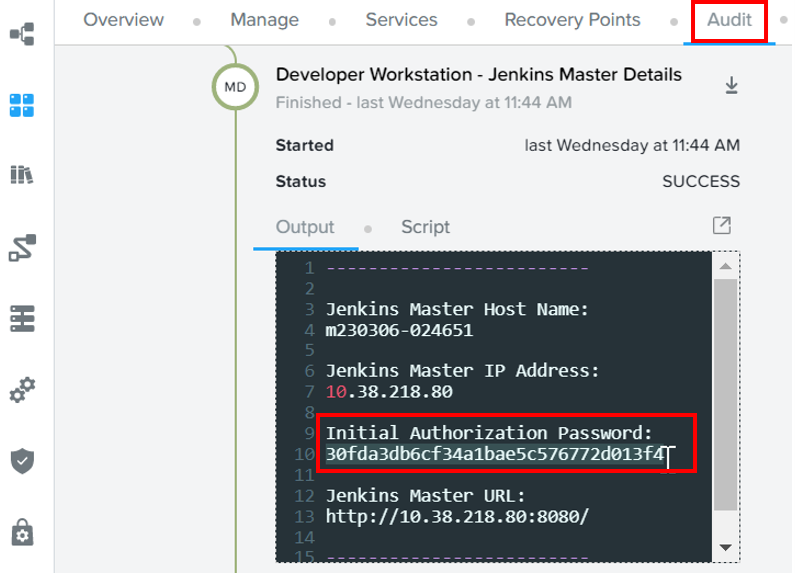 Overview Manage Services Recovery Points Audit
MD
Developer Workstation - Jenkins Master Details
Finished - last Wednesday at 11:44 AM
Started last Wednesday at 11:44 AM
Status SUCCESS
Output Script
1 -------------------------
2
3 Jenkins Master Host Name:
4 m230306-024651
5
6 Jenkins Master IP Address:
7 10.38.218.80
8
9 Initial Authorization Password:
10 30fda3db6cf34a1bae5c576772d013f4
11
12 Jenkins Master URL:
13 http://10.38.218.80:8080/
14
15 -------------------------